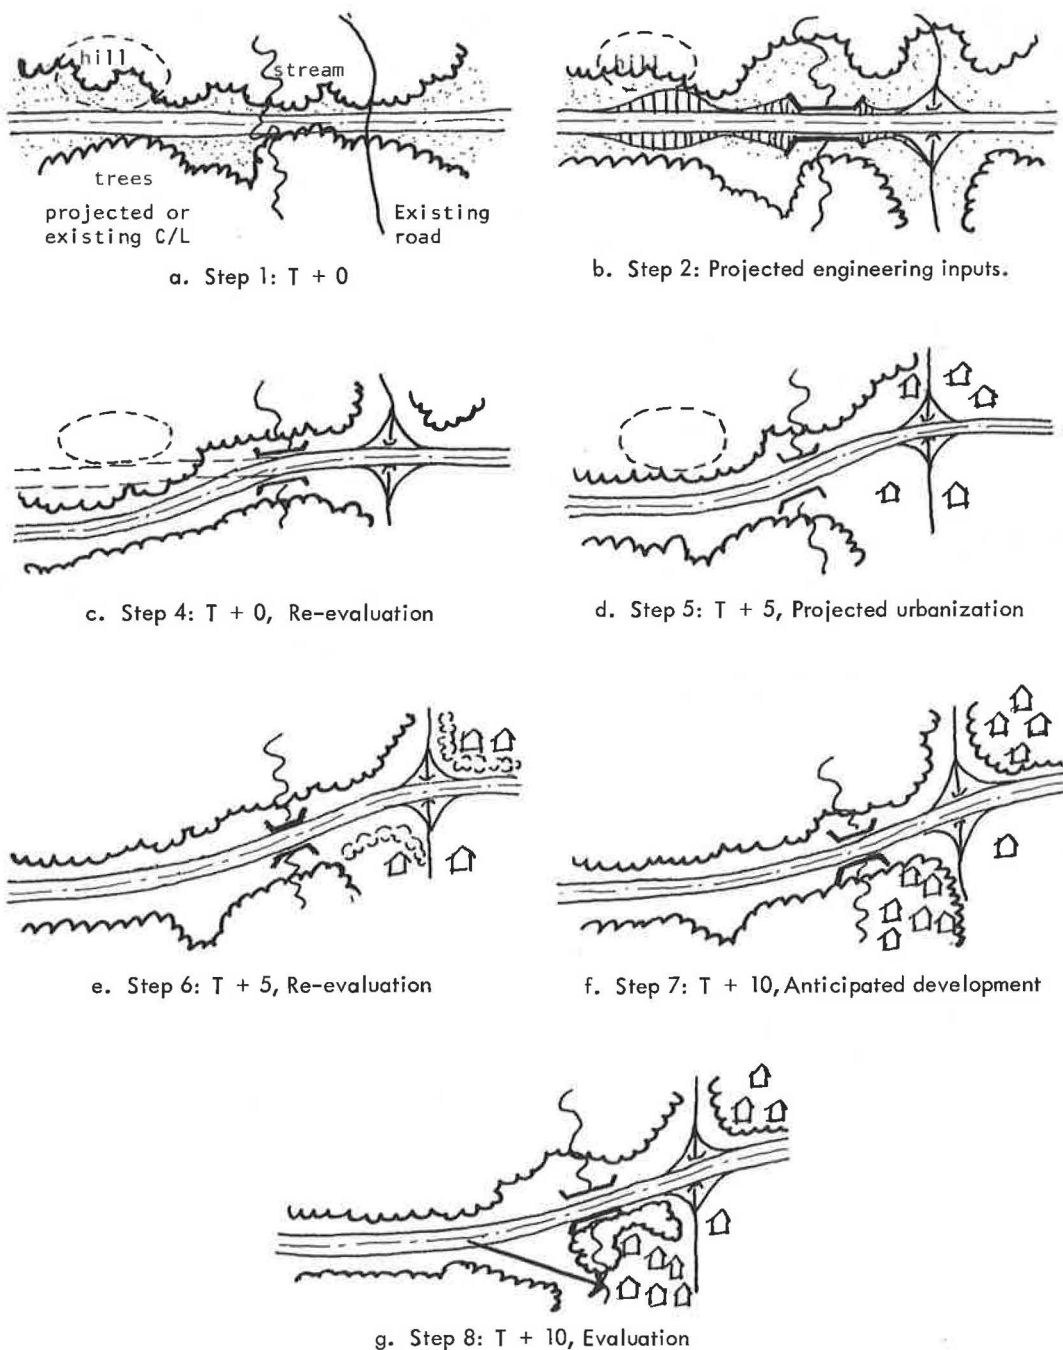 hill
stream
trees
projected or
existing C/L
Existing
road
a. Step 1: T + 0
hill
b. Step 2: Projected engineering inputs.
c. Step 4: T + 0, Re-evaluation
d. Step 5: T + 5, Projected urbanization
e. Step 6: T + 5, Re-evaluation
f. Step 7: T + 10, Anticipated development
g. Step 8: T + 10, Evaluation